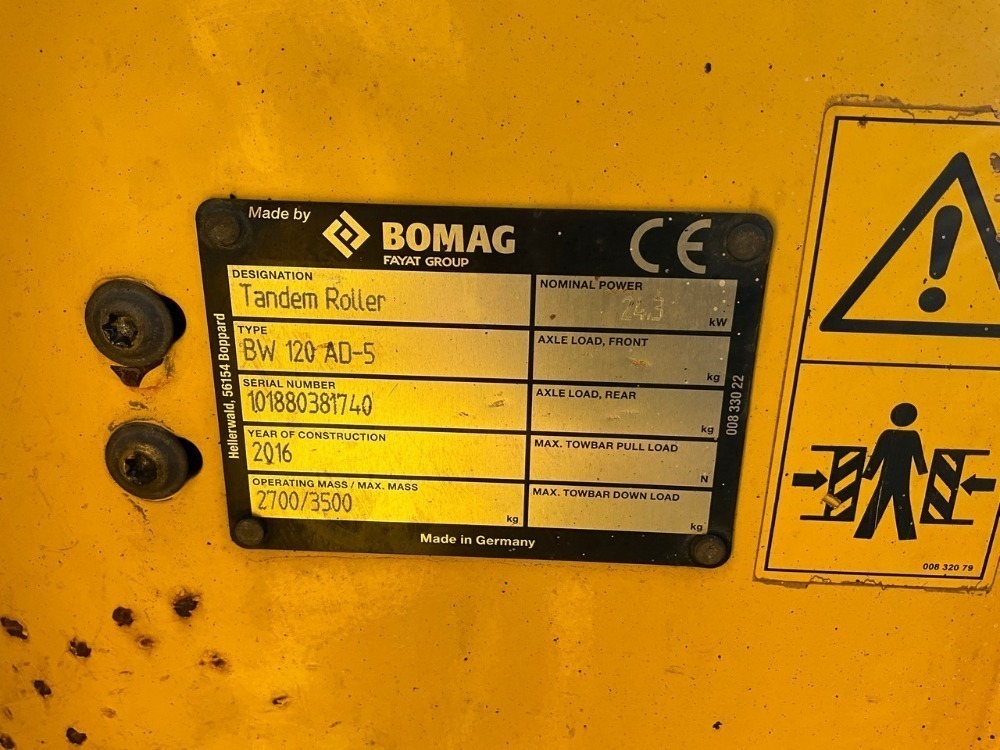 Made by
BOMAG
FAYAT GROUP
CE
DESIGNATION
Tandem Roller
TYPE
BW 120 AD-5
SERIAL NUMBER
101880381740
YEAR OF CONSTRUCTION
2016
OPERATING MASS / MAX. MASS
2700/3500
kg
NOMINAL POWER
24.3
kW
AXLE LOAD, FRONT
kg
AXLE LOAD, REAR
kg
MAX. TOWBAR PULL LOAD
N
MAX. TOWBAR DOWN LOAD
kg
Made in Germany
Hellerwald, 56154 Boppard
008 330 22
008 320 79